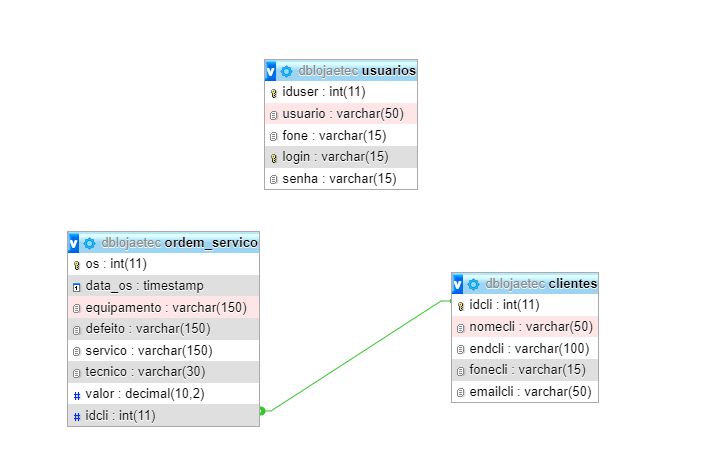 v dblojaetec usuarios
iduser : int(11)
usuario : varchar(50)
fone : varchar(15)
login : varchar(15)
senha : varchar(15)
v dblojaetec ordem_servico
os : int(11)
data_os : timestamp
equipamento : varchar(150)
defeito : varchar(150)
servico : varchar(150)
tecnico : varchar(30)
# valor : decimal(10,2)
# idcli : int(11)
v dblojaetec clientes
idcli : int(11)
nomecli : varchar(50)
endcli : varchar(100)
fonecli : varchar(15)
emailcli : varchar(50)